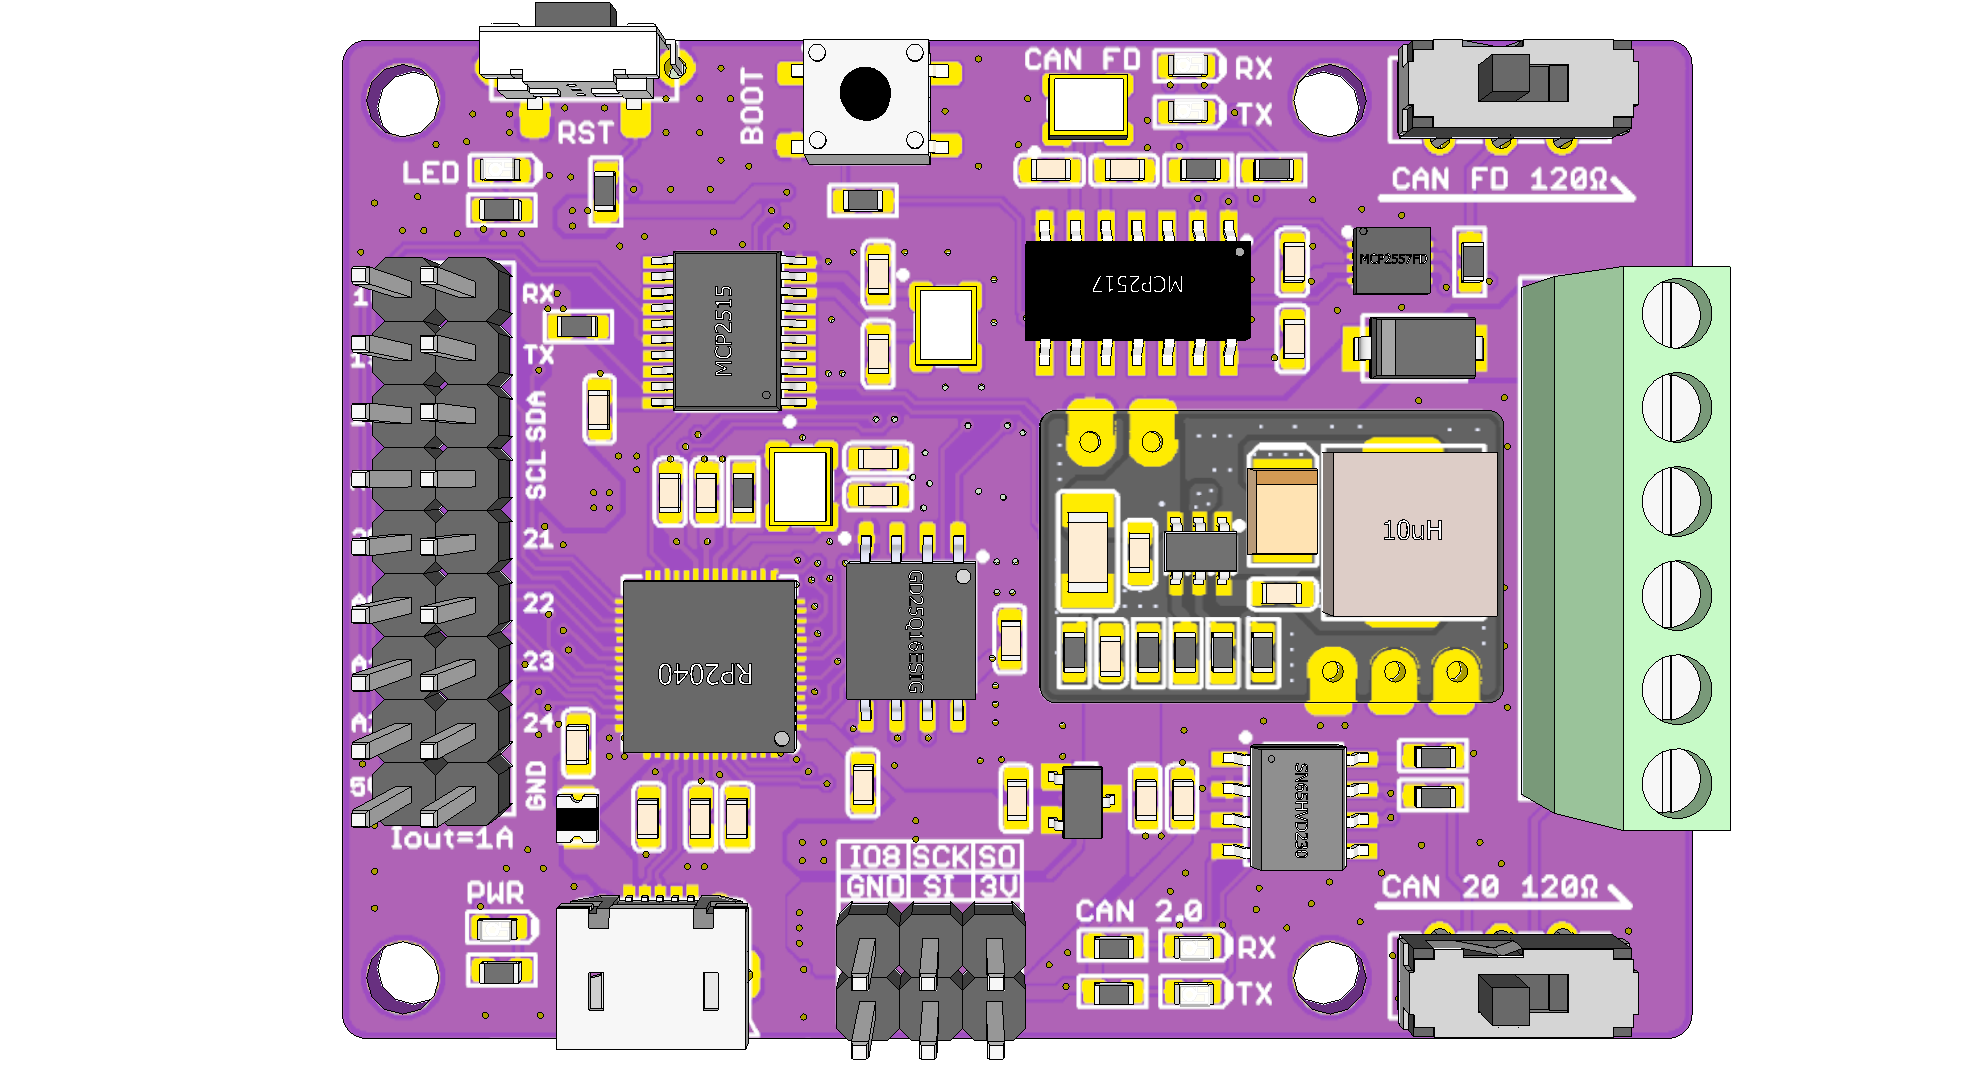 CAN FD
RX
TX
BOOT
RST
LED
CAN FD 120Ω
MCP2515
MCP2517
MCP2557FD
RX
TX
SDA
SCL
21
22
23
24
GND
10uH
RP2040
GD25Q16ESIG
SN65HVD230
Iout=1A
IO8 SCK SO
GND SI 3V
PWR
CAN 2.0
RX
TX
CAN 20 120Ω